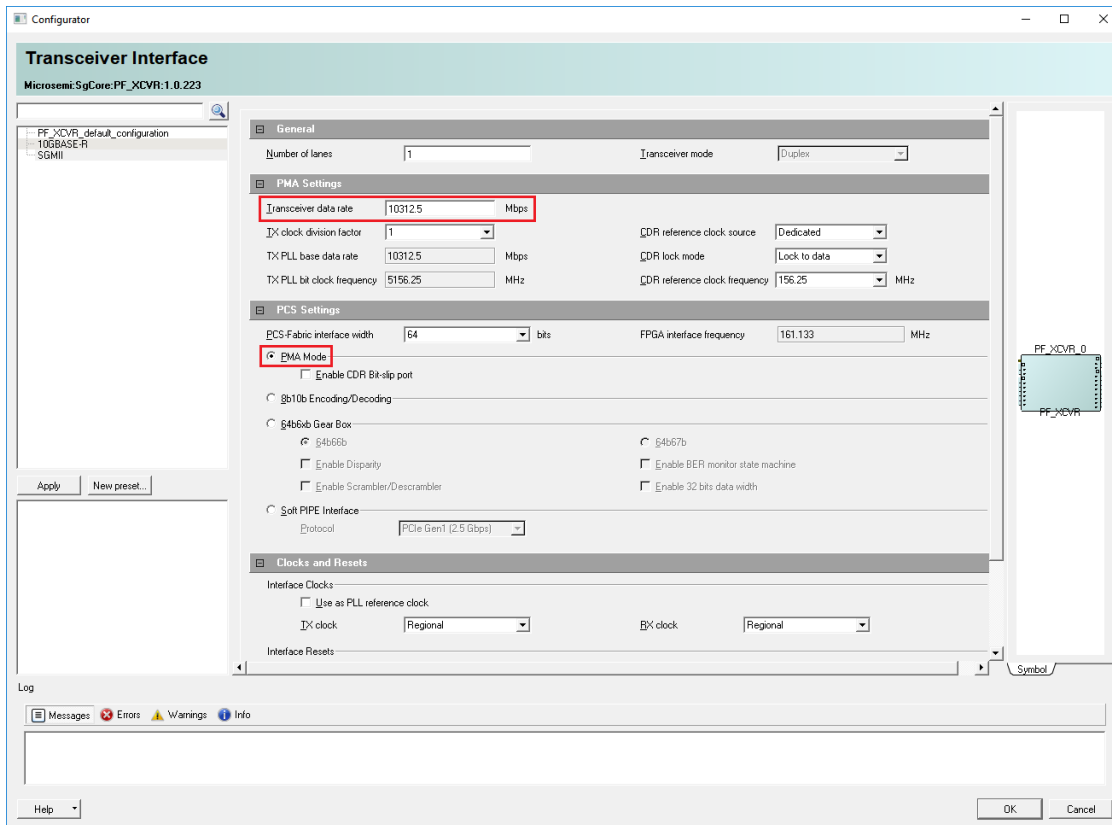 Configurator
Transceiver Interface
Microsemi:SgCore:PF_XCVR:1.0.223
PF_XCVR_default_configuration
10GBASE-R
SGMII
Apply
New preset...
General
Number of lanes 1 Transceiver mode Duplex
PMA Settings
Transceiver data rate 10312.5 Mbps
TX clock division factor 1 CDR reference clock source Dedicated
TX PLL base data rate 10312.5 Mbps CDR lock mode Lock to data
TX PLL bit clock frequency 5156.25 MHz CDR reference clock frequency 156.25 MHz
PCS Settings
PCS-Fabric interface width 64 bits FPGA interface frequency 161.133 MHz
PMA Mode
Enable CDR Bit-slip port
8b10b Encoding/Decoding
64b6xb Gear Box
64b66b 64b67b
Enable Disparity Enable BER monitor state machine
Enable Scrambler/Descrambler Enable 32 bits data width
Soft PIPE Interface
Protocol PCIe Gen1 (2.5 Gbps)
Clocks and Resets
Interface Clocks
Use as PLL reference clock
TX clock Regional RX clock Regional
Interface Resets
PF_XCVR_0
PF_XCVR
Symbol
Log
Messages Errors Warnings Info
Help OK Cancel